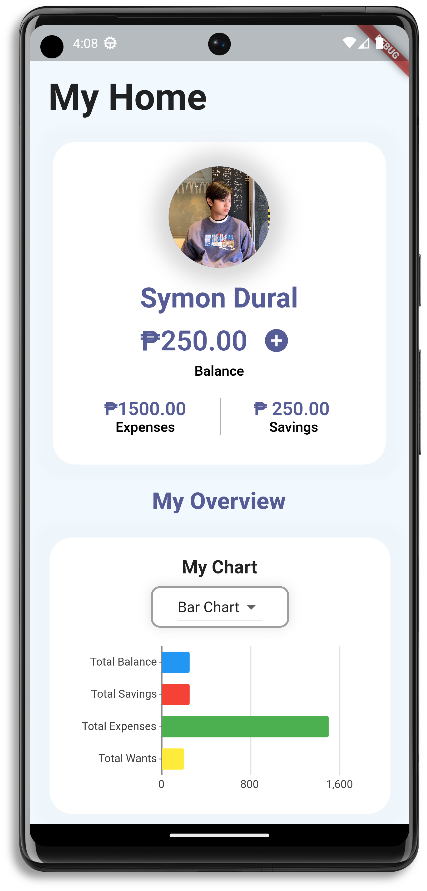 4:08
BUG
My Home
Symon Dural
₱250.00
Balance
₱1500.00
Expenses
₱ 250.00
Savings
My Overview
My Chart
Bar Chart
Total Balance
Total Savings
Total Expenses
Total Wants
0 800 1,600